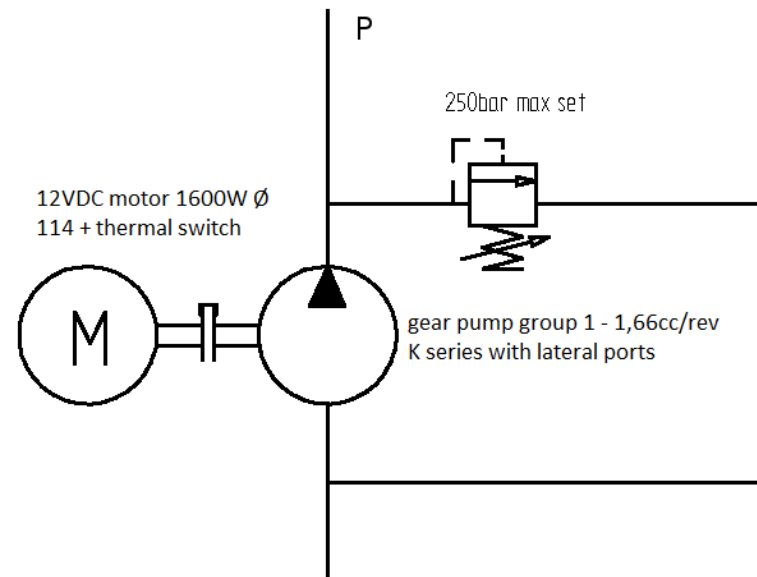 P
250bar max set
12VDC motor 1600W Ø
114 + thermal switch
M
gear pump group 1 - 1,66cc/rev
K series with lateral ports